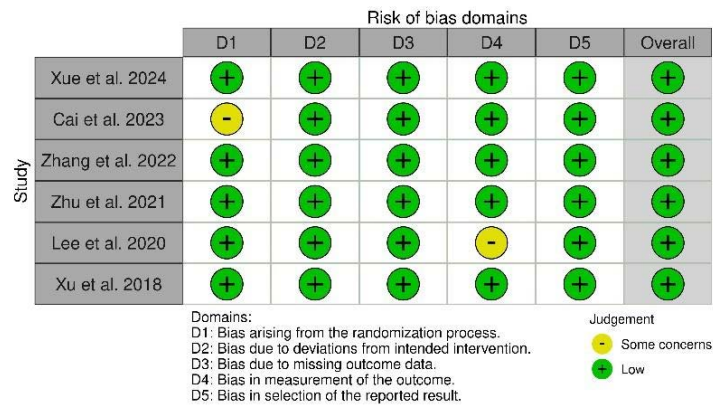 Risk of bias domains
D1 D2 D3 D4 D5 Overall
Study
Xue et al. 2024 + + + + + +
Cai et al. 2023 - + + + + +
Zhang et al. 2022 + + + + + +
Zhu et al. 2021 + + + + + +
Lee et al. 2020 + + + - + +
Xu et al. 2018 + + + + + +
Domains:
D1: Bias arising from the randomization process.
D2: Bias due to deviations from intended intervention.
D3: Bias due to missing outcome data.
D4: Bias in measurement of the outcome.
D5: Bias in selection of the reported result.
Judgement
- Some concerns
+ Low